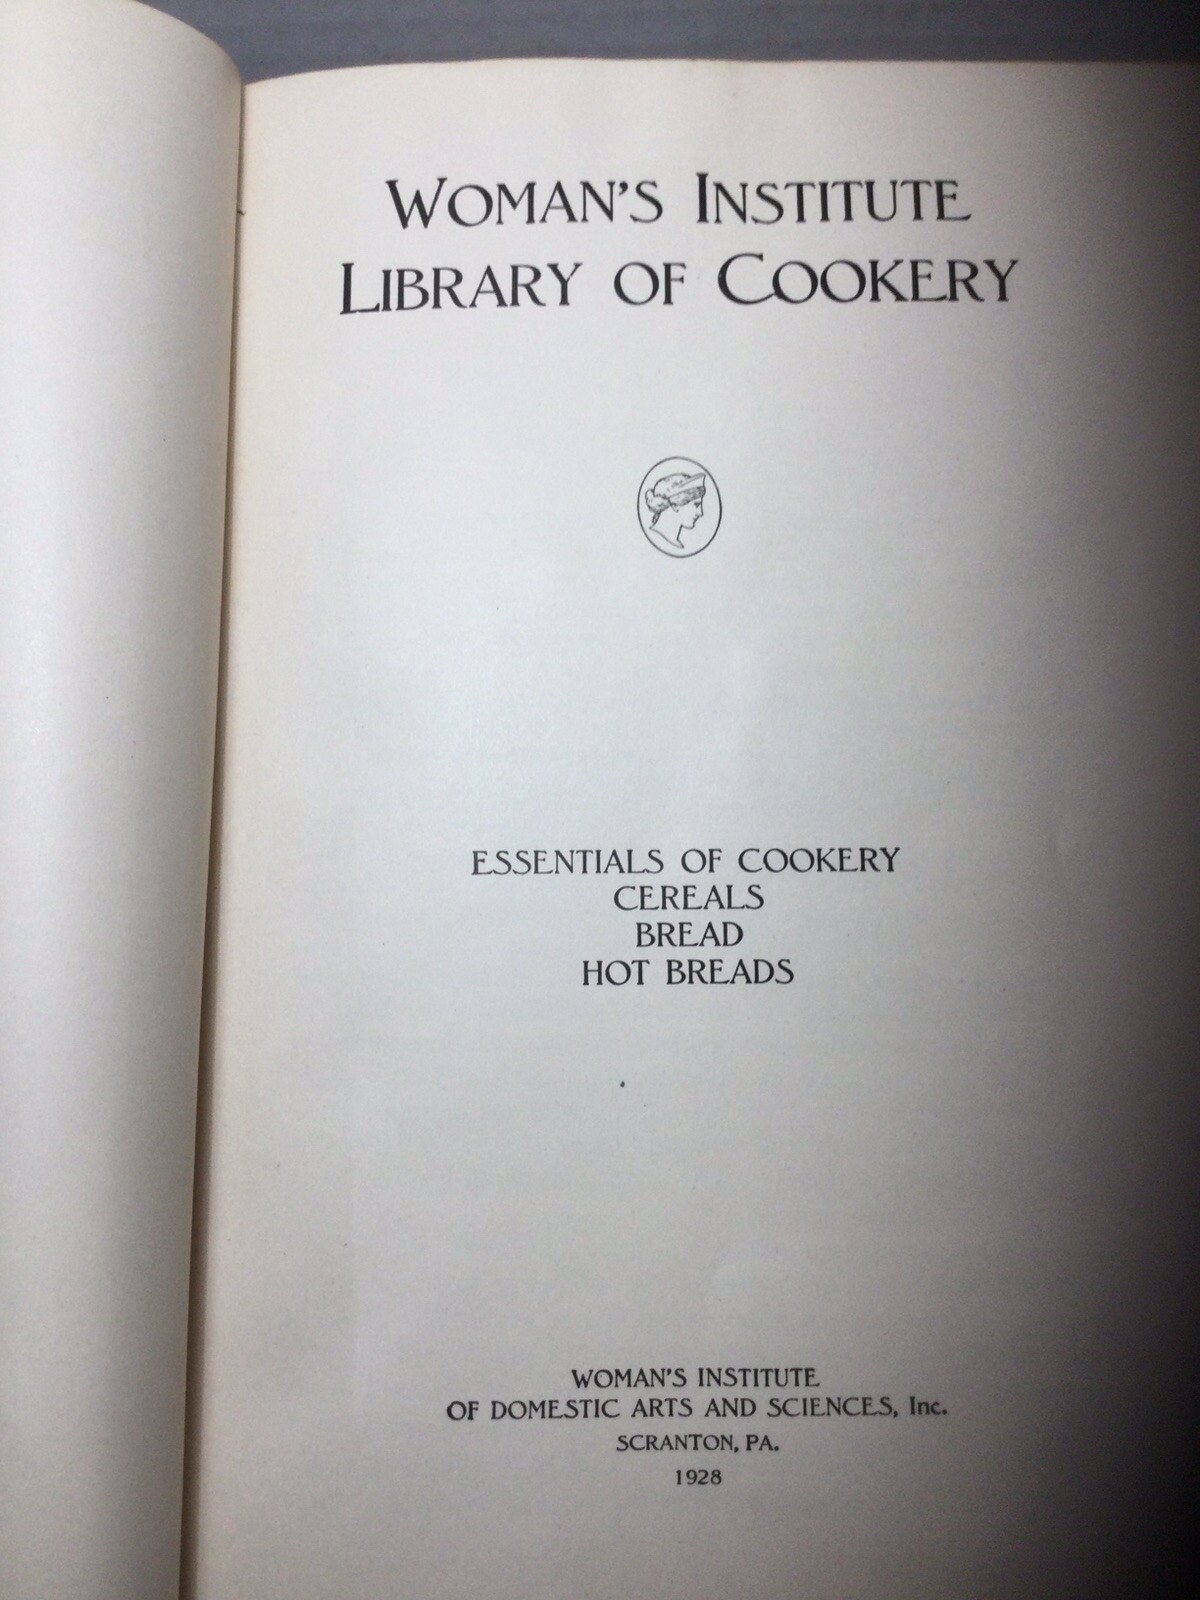 WOMAN'S INSTITUTE
LIBRARY OF COOKERY
ESSENTIALS OF COOKERY
CEREALS
BREAD
HOT BREADS
WOMAN'S INSTITUTE
OF DOMESTIC ARTS AND SCIENCES, Inc.
SCRANTON, PA.
1928